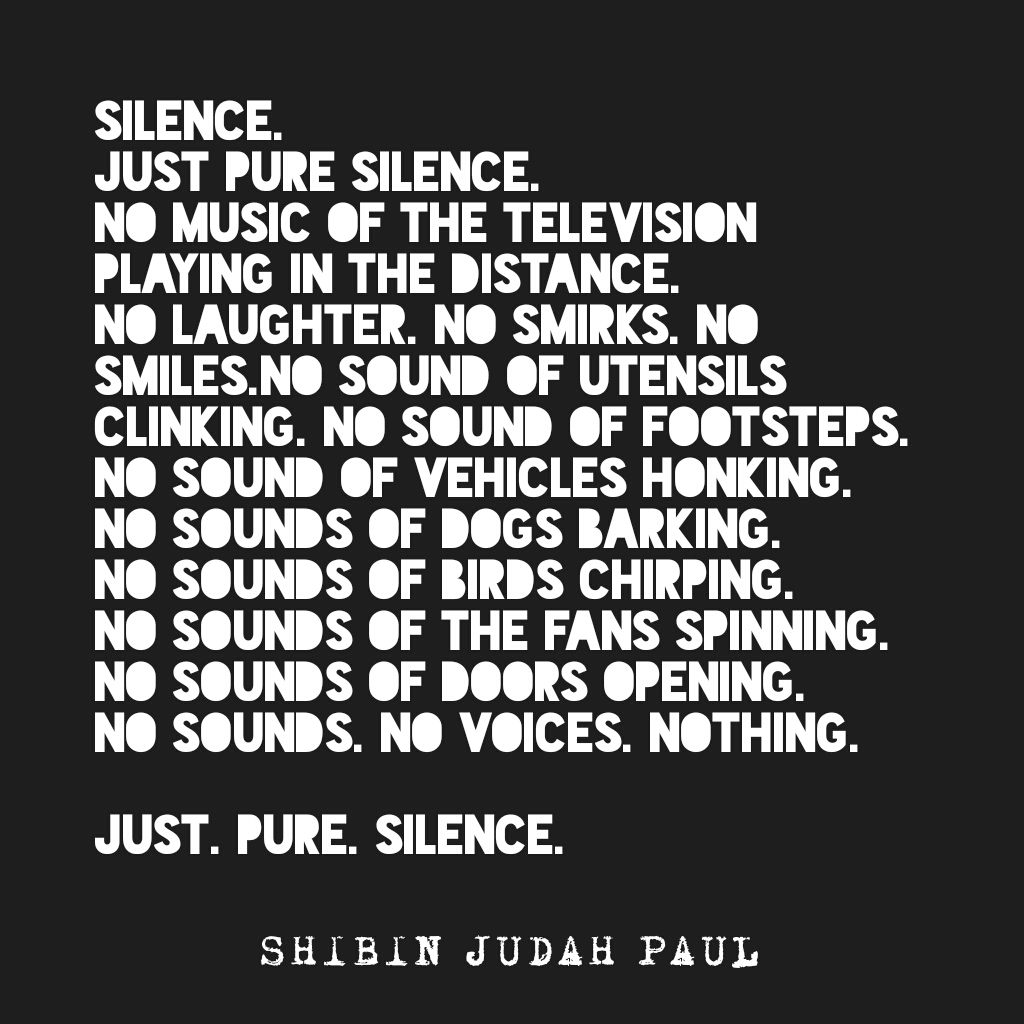 SILENCE.
JUST PURE SILENCE.
NO MUSIC OF THE TELEVISION
PLAYING IN THE DISTANCE.
NO LAUGHTER. NO SMIRKS. NO
SMILES.NO SOUND OF UTENSILS
CLINKING. NO SOUND OF FOOTSTEPS.
NO SOUND OF VEHICLES HONKING.
NO SOUNDS OF DOGS BARKING.
NO SOUNDS OF BIRDS CHIRPING.
NO SOUNDS OF THE FANS SPINNING.
NO SOUNDS OF DOORS OPENING.
NO SOUNDS. NO VOICES. NOTHING.
JUST. PURE. SILENCE.
SHIBIN JUDAH PAUL